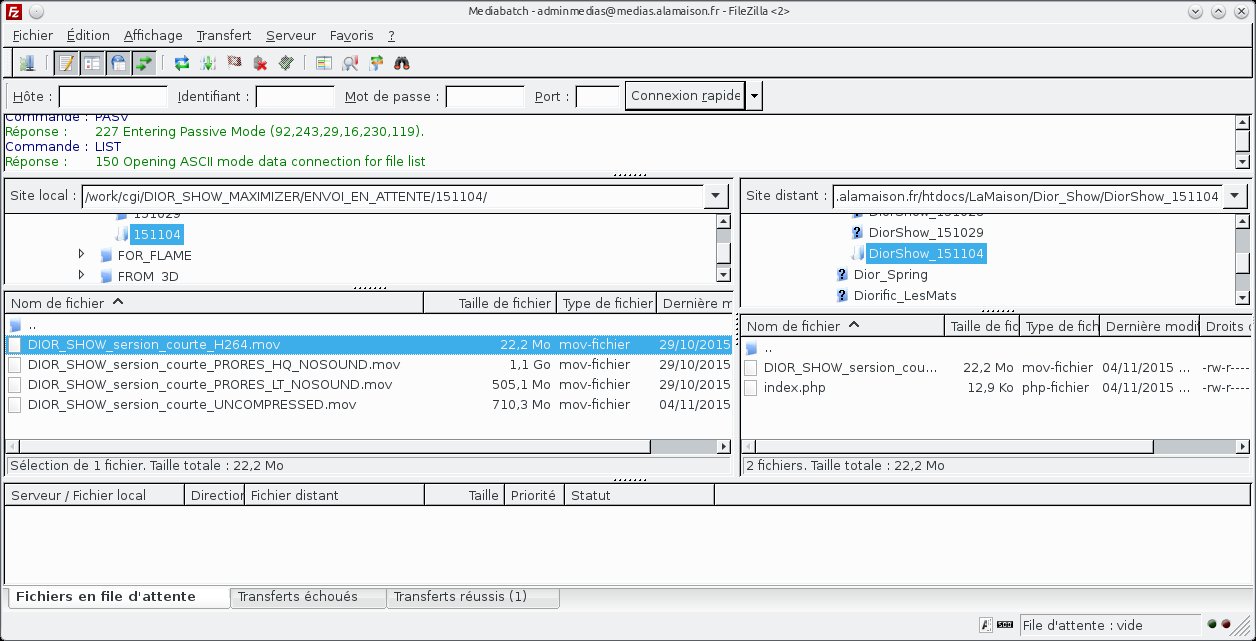 Mediabatch - adminmedias@medias.alamaison.fr - FileZilla <2>
Fichier Édition Affichage Transfert Serveur Favoris ?
Hôte : Identifiant : Mot de passe : Port : Connexion rapide
Commande : PASV
Réponse : 227 Entering Passive Mode (92,243,29,16,230,119).
Commande : LIST
Réponse : 150 Opening ASCII mode data connection for file list
Site local : /work/cgi/DIOR_SHOW_MAXIMIZER/ENVOI_EN_ATTENTE/151104/
151029
151104
FOR_FLAME
FROM_3D
Nom de fichier Taille de fichier Type de fichier Dernière m
..
DIOR_SHOW_sersion_courte_H264.mov 22,2 Mo mov-fichier 29/10/2015
DIOR_SHOW_sersion_courte_PRORES_HQ_NOSOUND.mov 1,1 Go mov-fichier 29/10/2015
DIOR_SHOW_sersion_courte_PRORES_LT_NOSOUND.mov 505,1 Mo mov-fichier 29/10/2015
DIOR_SHOW_sersion_courte_UNCOMPRESSED.mov 710,3 Mo mov-fichier 04/11/2015
Sélection de 1 fichier. Taille totale : 22,2 Mo
Site distant : .alamaison.fr/htdocs/LaMaison/Dior_Show/DiorShow_151104
DiorShow_151029
DiorShow_151104
Dior_Spring
Diorific_LesMats
Nom de fichier Taille de fic Type de fich Dernière modi Droits
..
DIOR_SHOW_sersion_cou... 22,2 Mo mov-fichier 04/11/2015 ... -rw-r----
index.php 12,9 Ko php-fichier 04/11/2015 ... -rw-r----
2 fichiers. Taille totale : 22,2 Mo
Serveur / Fichier local Direction Fichier distant Taille Priorité Statut
Fichiers en file d'attente Transferts échoués Transferts réussis (1)
File d'attente : vide